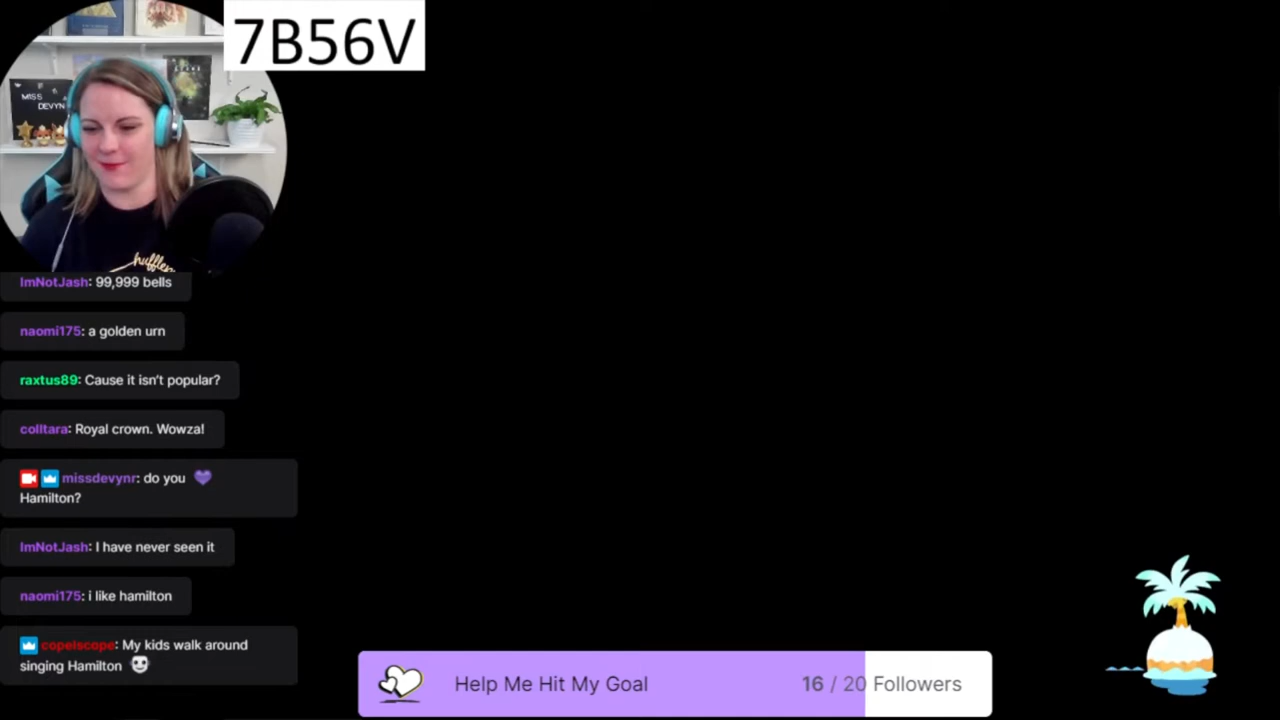 7B56V
MISS
DEVYN
ImNotJash: 99,999 bells
naomi175: a golden urn
raxtus89: Cause it isn't popular?
colltara: Royal crown. Wowza!
missdevynr: do you 💜
Hamilton?
ImNotJash: I have never seen it
naomi175: i like hamilton
copelscope: My kids walk around
singing Hamilton
Help Me Hit My Goal 16 / 20 Followers